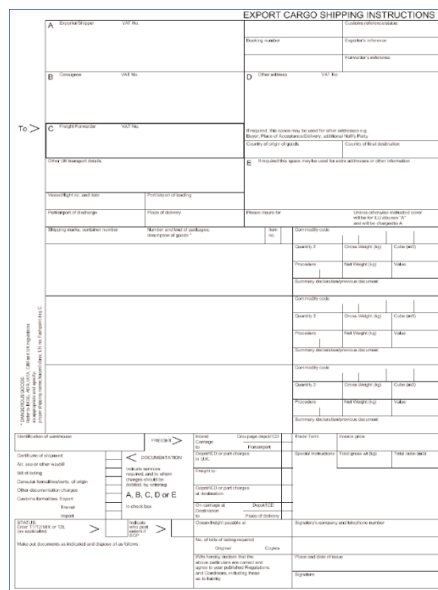 EXPORT CARGO SHIPPING INSTRUCTIONS
A Exporter/Shipper VAT No.
Customs reference/status
Booking number
Exporter's reference
Forwarder's reference
B Consignee VAT No.
D Other address VAT No.
To >
C Freight Forwarder VAT No.
If required, this space may be used for other addresses e.g.
Buyer, Place of Acceptance/Delivery, additional Notify Party
Country of origin of goods
Country of final destination
Other UK transport details
E If required this space may be used for extra addresses or other information
Vessel/flight no. and date
Port/airport of loading
Port/airport of discharge
Place of delivery
Please insure for
Unless otherwise instructed cover
and will be charged to A
Shipping marks, container number
Number and kind of packages,
description of goods *
Item
no.
Commodity code
Quantity 2
Gross Weight (kg)
Cube (m3)
Procedure
Net Weight (kg)
Value
Summary declaration/previous document
Commodity code
Quantity 2
Gross Weight (kg)
Cube (m3)
Procedure
Net Weight (kg)
Value
Summary declaration/previous document
Commodity code
Quantity 2
Gross Weight (kg)
Cube (m3)
Procedure
Net Weight (kg)
Value
Summary declaration/previous document
* DANGEROUS GOODS
Identification of warehouse
FREIGHT >
Inland
Carriage
to
Groupage depot/ICD
Port/airport
Trade Term
Invoice price
Certificate of shipment
< DOCUMENTATION
Depot/ICD or port charges
in U.K.
Special instructions
Total gross wt (kg)
Total cube (m3)
Air, sea or other waybill
Indicate services
required, and to where
charges should be
debited, by entering
Freight to
Bill of lading
Consular formalities/certs. of origin
Depot/ICD or port charges
at destination
Other documentation charges
A, B, C, D or E
Customs formalities: Export
in check box
On-carriage at
Destination
to
Depot/ICD
Place of delivery
Transit
Import
STATUS
Indicate
Ocean freight payable at
Signatory's company and telephone number
No. of bills of lading required
Original
Copies
Make out documents as indicated and dispose of as follows
We hereby declare that the
above particulars are correct and
agree to your published Regulations
and Conditions, including those
as to liability
Place and date of issue
Signature